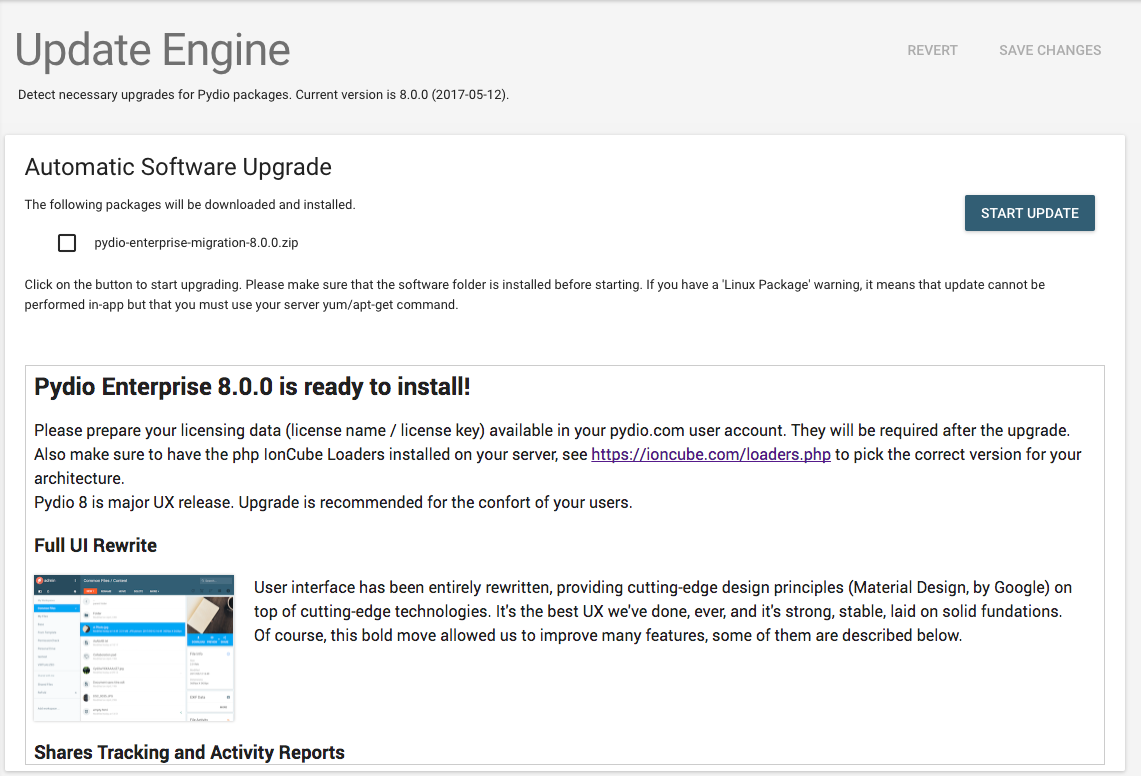 Update Engine
REVERT
SAVE CHANGES
Detect necessary upgrades for Pydio packages. Current version is 8.0.0 (2017-05-12).
Automatic Software Upgrade
The following packages will be downloaded and installed.
START UPDATE
pydio-enterprise-migration-8.0.0.zip
Click on the button to start upgrading. Please make sure that the software folder is installed before starting. If you have a 'Linux Package' warning, it means that update cannot be
performed in-app but that you must use your server yum/apt-get command.
Pydio Enterprise 8.0.0 is ready to install!
Please prepare your licensing data (license name / license key) available in your pydio.com user account. They will be required after the upgrade.
Also make sure to have the php IonCube Loaders installed on your server, see https://ioncube.com/loaders.php to pick the correct version for your
architecture.
Pydio 8 is major UX release. Upgrade is recommended for the confort of your users.
Full UI Rewrite
admin
Common Files / Context
User interface has been entirely rewritten, providing cutting-edge design principles (Material Design, by Google) on
top of cutting-edge technologies. It's the best UX we've done, ever, and it's strong, stable, laid on solid fundations.
Of course, this bold move allowed us to improve many features, some of them are described below.
Shares Tracking and Activity Reports